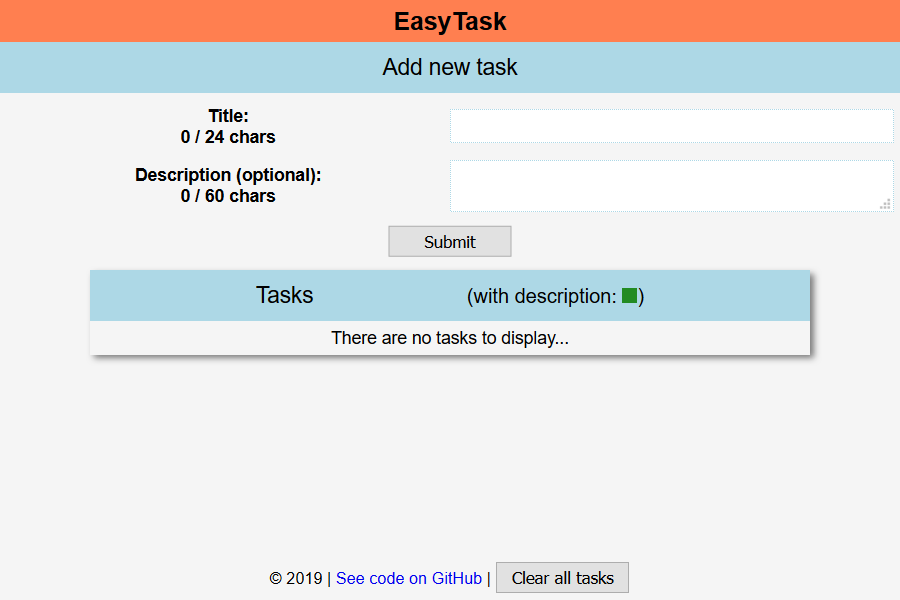 EasyTask
Add new task
Title:
0 / 24 chars
Description (optional):
0 / 60 chars
Submit
Tasks (with description: )
There are no tasks to display...
© 2019 | See code on GitHub | Clear all tasks